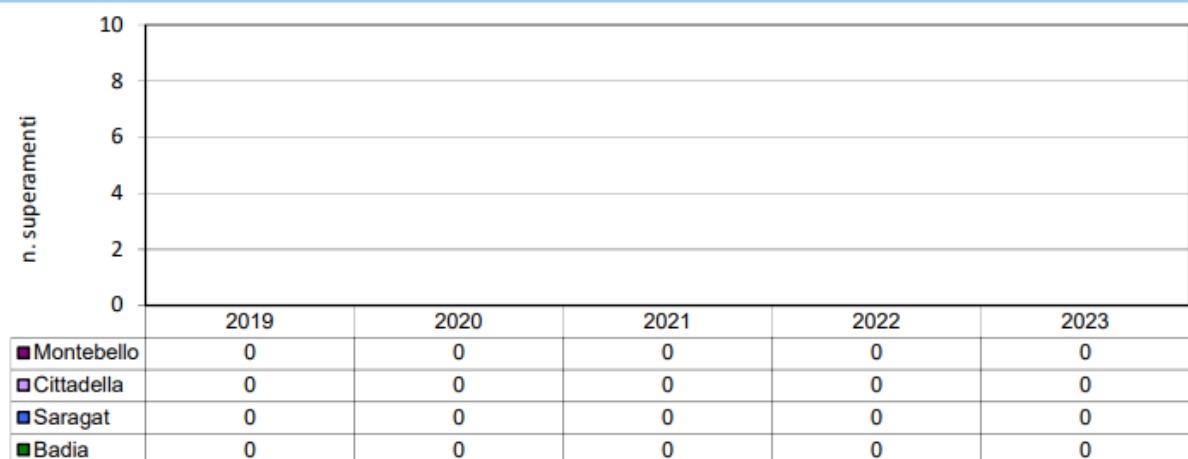 10
8
6
4
2
0
n. superamenti
2019 2020 2021 2022 2023
Montebello 0 0 0 0 0
Cittadella 0 0 0 0 0
Saragat 0 0 0 0 0
Badia 0 0 0 0 0